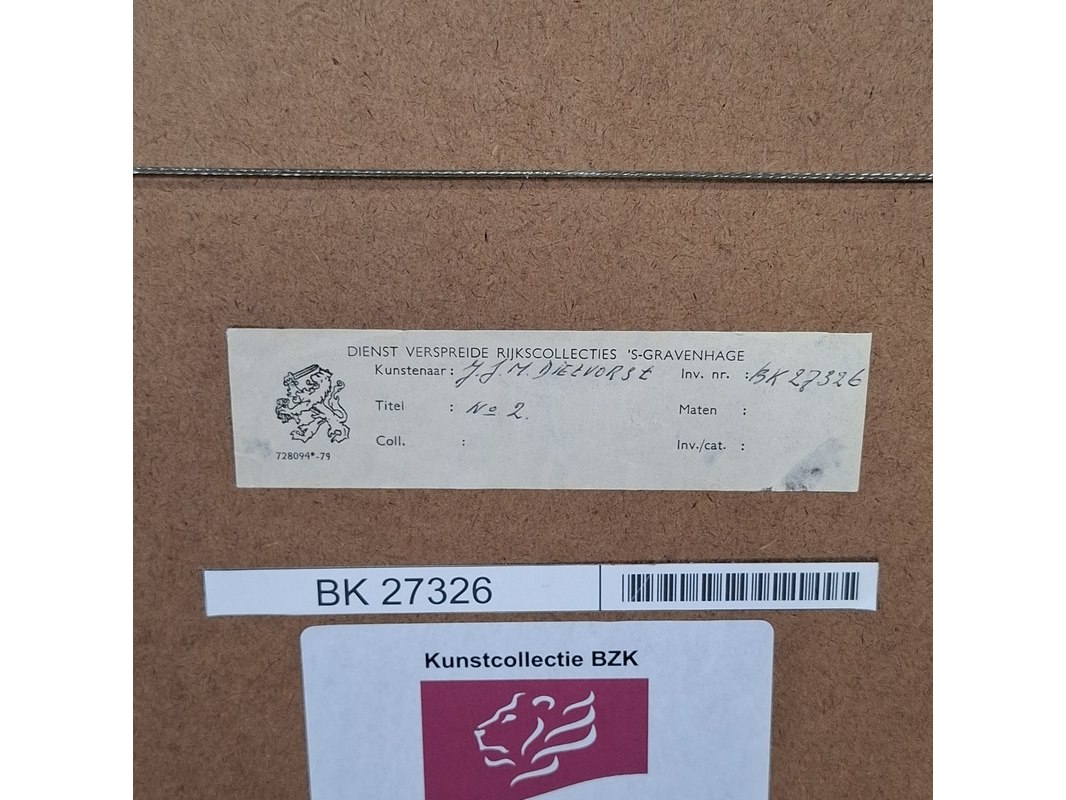 DIENST VERSPREIDE RIJKSCOLLECTIES 'S-GRAVENHAGE
Kunstenaar : J. J. M. DIETVORST Inv. nr. : BK 27326
Titel : No 2. Maten :
Coll. : Inv./cat. :
728094*-79
BK 27326
Kunstcollectie BZK